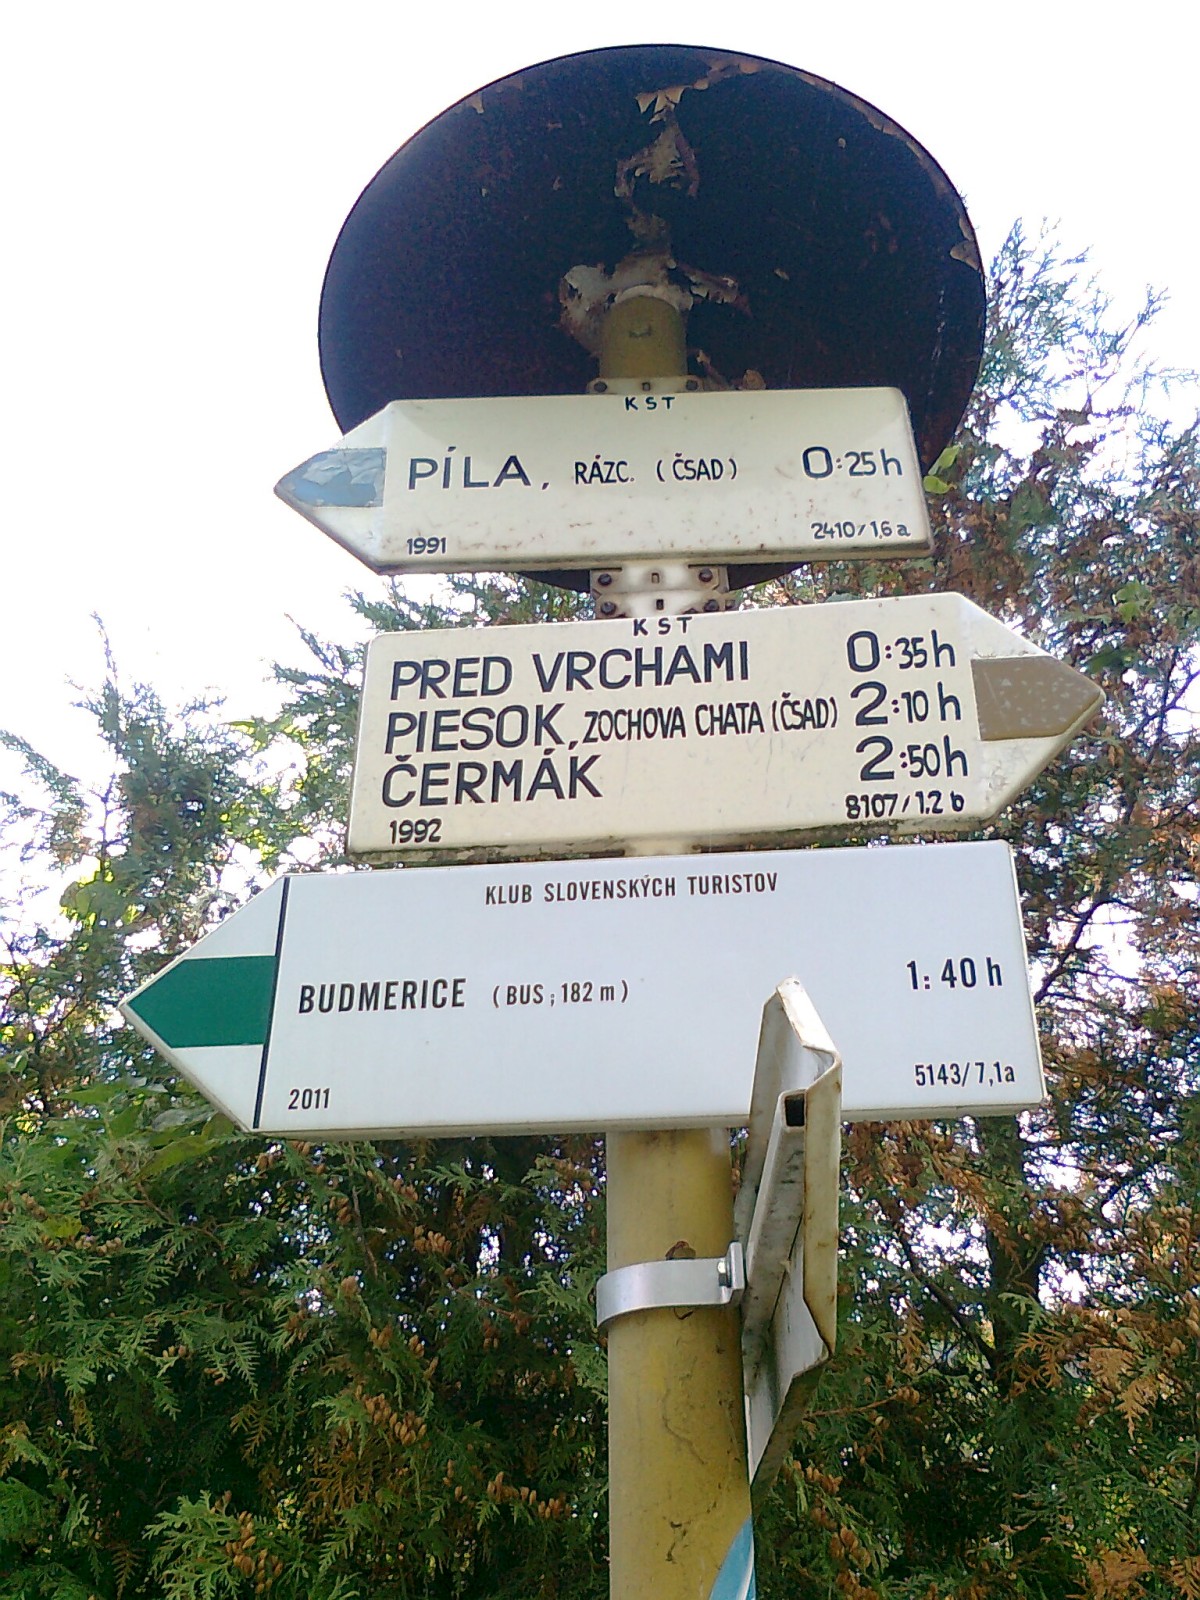 KST
PÍLA, RÁZC. (ČSAD) 0:25h
1991 2410/1,6 a
KST
PRED VRCHAMI 0:35h
PIESOK, ZOCHOVA CHATA (ČSAD) 2:10 h
ČERMÁK 2:50h
1992 8107/1.2 b
KLUB SLOVENSKÝCH TURISTOV
BUDMERICE (BUS; 182 m) 1:40 h
2011 5143/7,1a